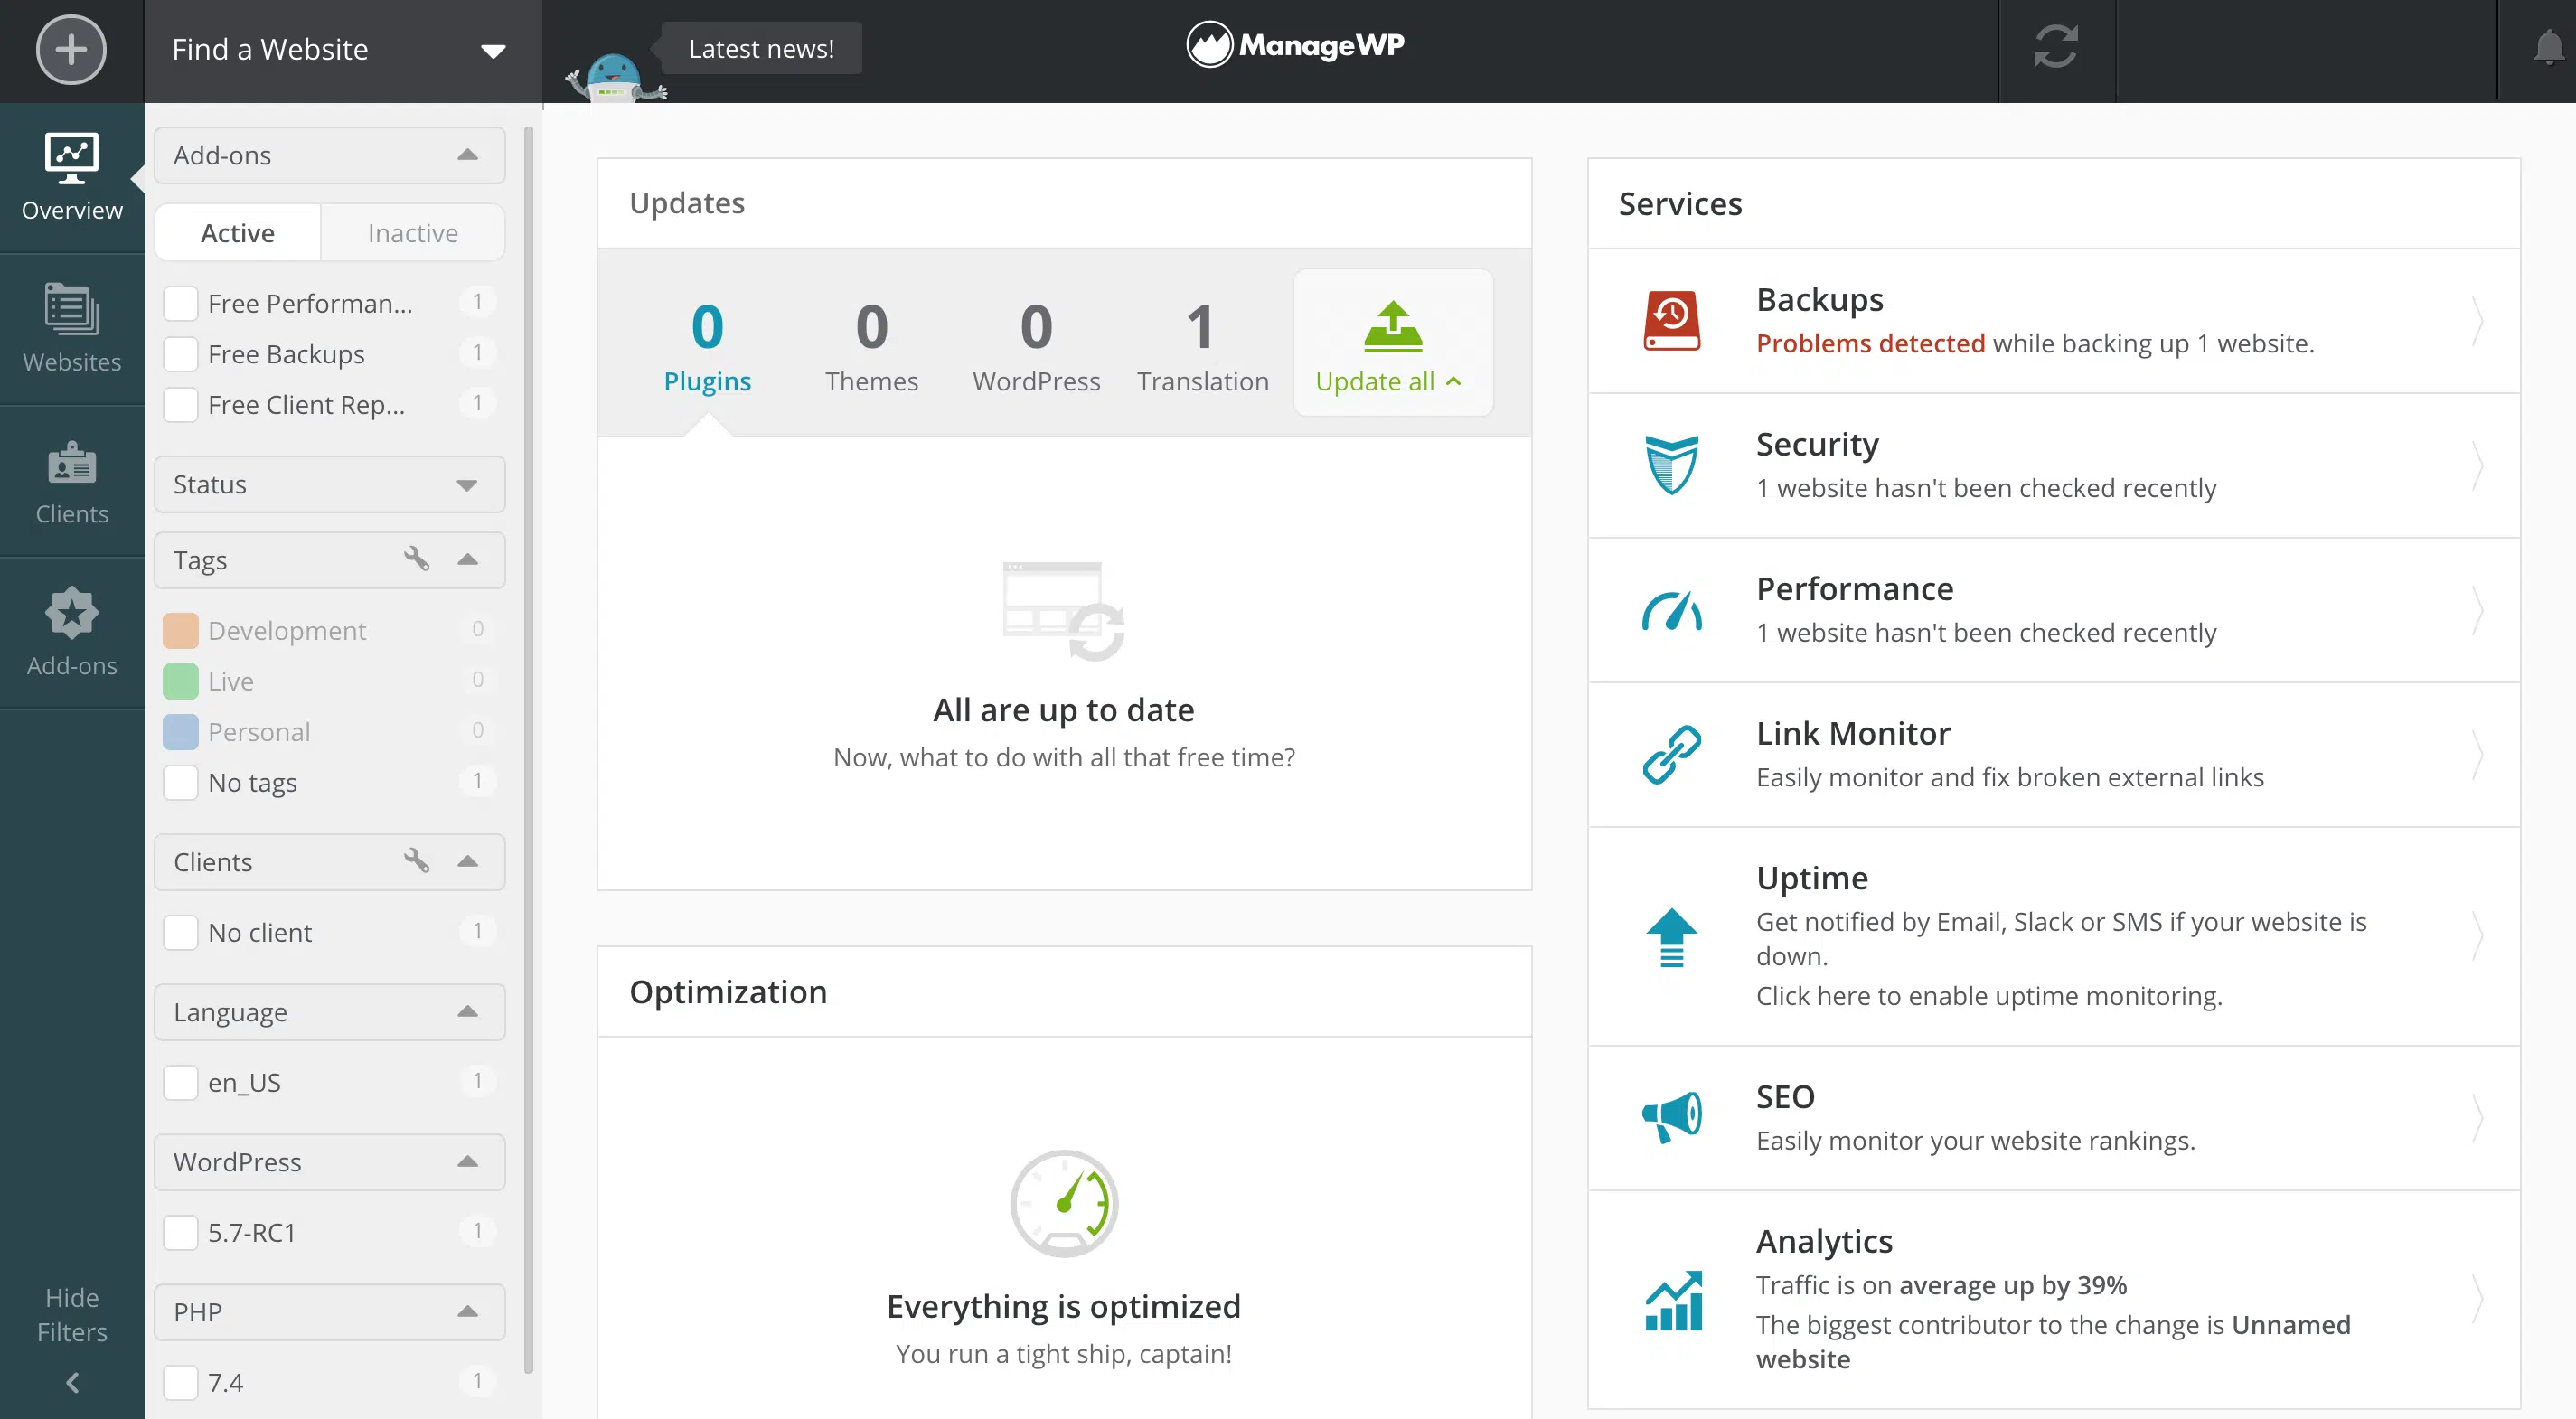 Find a Website
Latest news!
ManageWP
Overview
Websites
Clients
Add-ons
Hide
Filters
Add-ons
Active
Inactive
Free Performan... 1
Free Backups 1
Free Client Rep... 1
Status
Tags
Development 0
Live 0
Personal 0
No tags 1
Clients
No client 1
Language
en_US 1
WordPress
5.7-RC1 1
PHP
7.4 1
Updates
0
Plugins
0
Themes
0
WordPress
1
Translation
Update all
All are up to date
Now, what to do with all that free time?
Optimization
Everything is optimized
You run a tight ship, captain!
Services
Backups
Problems detected while backing up 1 website.
Security
1 website hasn't been checked recently
Performance
1 website hasn't been checked recently
Link Monitor
Easily monitor and fix broken external links
Uptime
Get notified by Email, Slack or SMS if your website is
down.
Click here to enable uptime monitoring.
SEO
Easily monitor your website rankings.
Analytics
Traffic is on average up by 39%
The biggest contributor to the change is Unnamed
website